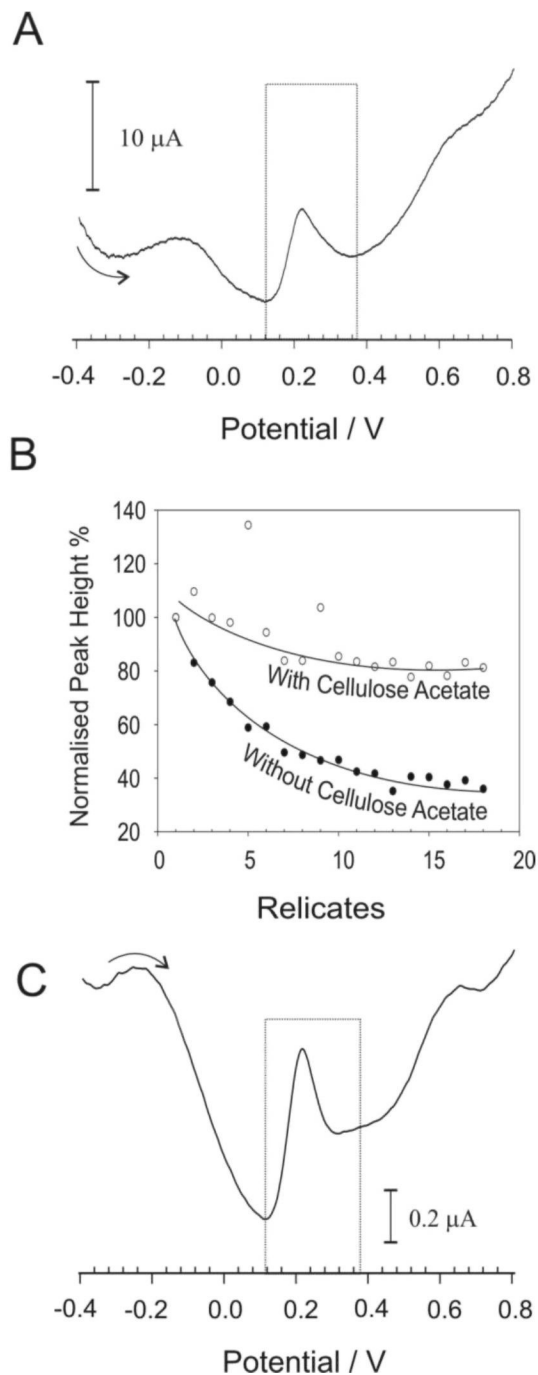 A
10 μA
-0.4 -0.2 0.0 0.2 0.4 0.6 0.8
Potential / V
B
Normalised Peak Height %
140
120
100
80
60
40
20
With Cellulose Acetate
Without Cellulose Acetate
0 5 10 15 20
Relicates
C
0.2 μA
-0.4 -0.2 0.0 0.2 0.4 0.6 0.8
Potential / V